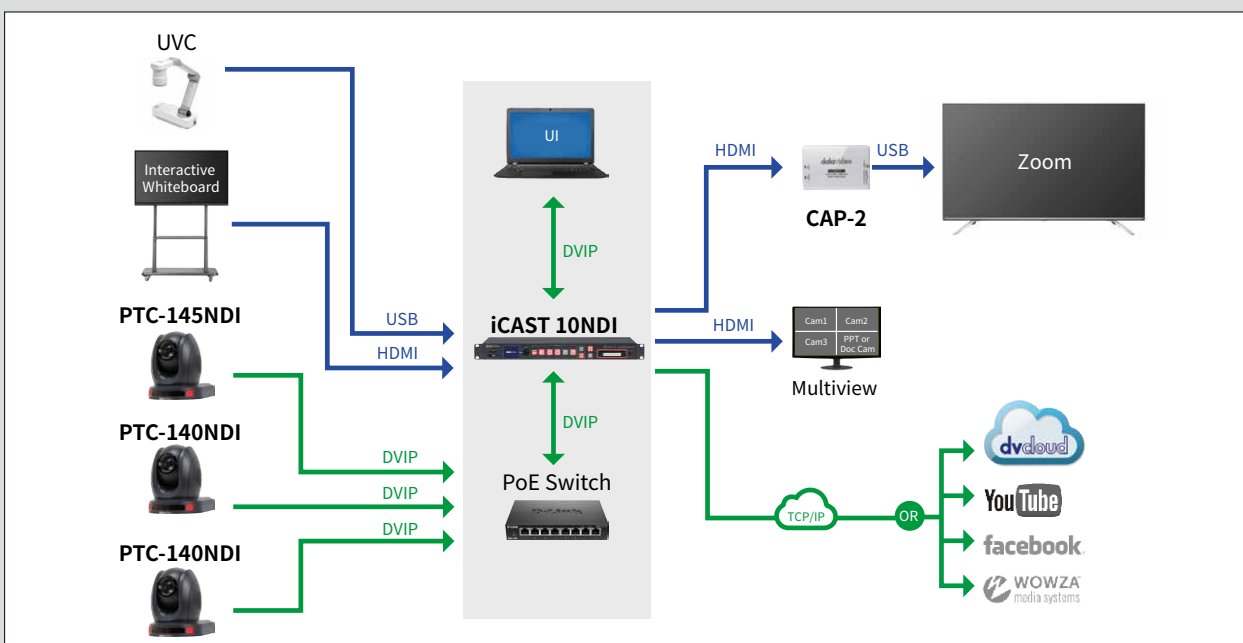 UVC
Interactive
Whiteboard
PTC-145NDI
PTC-140NDI
PTC-140NDI
USB
HDMI
DVIP
DVIP
DVIP
UI
DVIP
iCAST 10NDI
DVIP
PoE Switch
HDMI
datavideo
USB
CAP-2
Zoom
HDMI
Cam1
Cam2
Cam3
PPT or
Doc Cam
Multiview
TCP/IP
OR
dvcloud
YouTube
facebook.
WOWZA
media systems